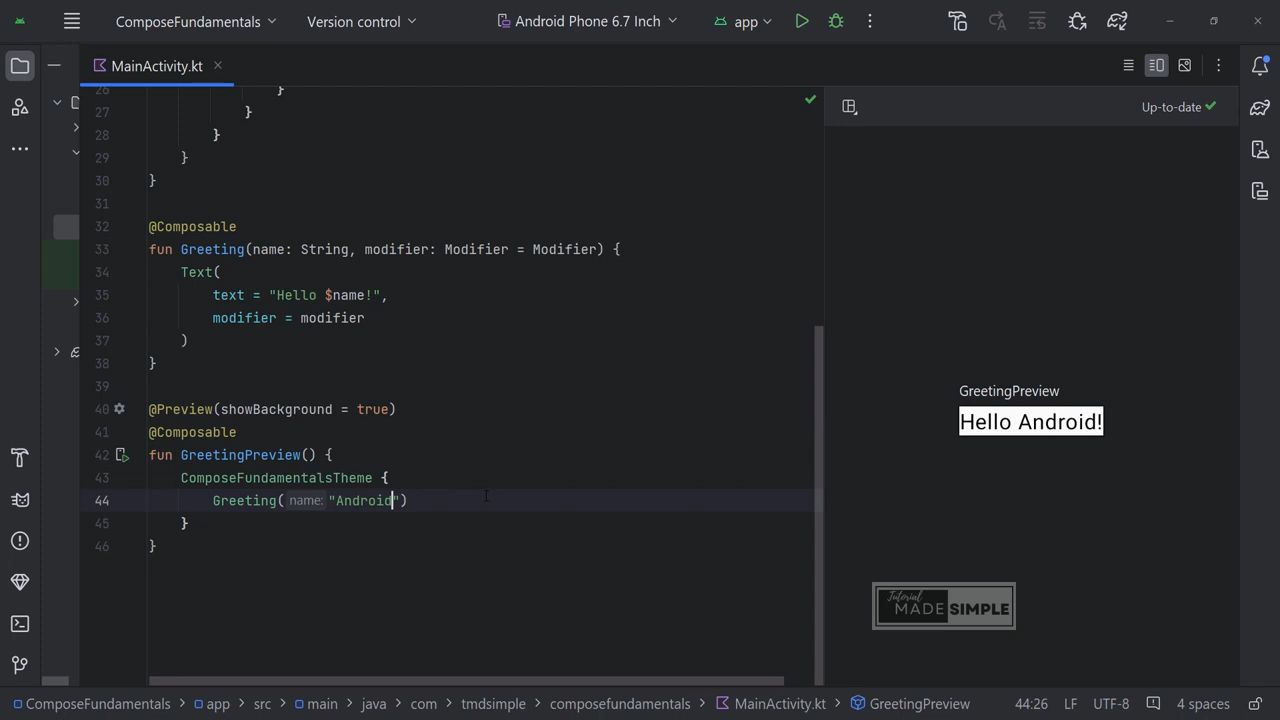 ComposeFundamentals
Version control
Android Phone 6.7 Inch
app
MainActivity.kt
Up-to-date
26 }
27 }
28 }
29 }
30 }
31
32 @Composable
33 fun Greeting(name: String, modifier: Modifier = Modifier) {
34 Text(
35 text = "Hello $name!",
36 modifier = modifier
37 )
38 }
39
40 @Preview(showBackground = true)
41 @Composable
42 fun GreetingPreview() {
43 ComposeFundamentalsTheme {
44 Greeting( name: "Android")
45 }
46 }
GreetingPreview
Hello Android!
Tutorial
MADE SIMPLE
ComposeFundamentals > app > src > main > java > com > tmdsimple > composefundamentals > MainActivity.kt > GreetingPreview
44:26 LF UTF-8 4 spaces